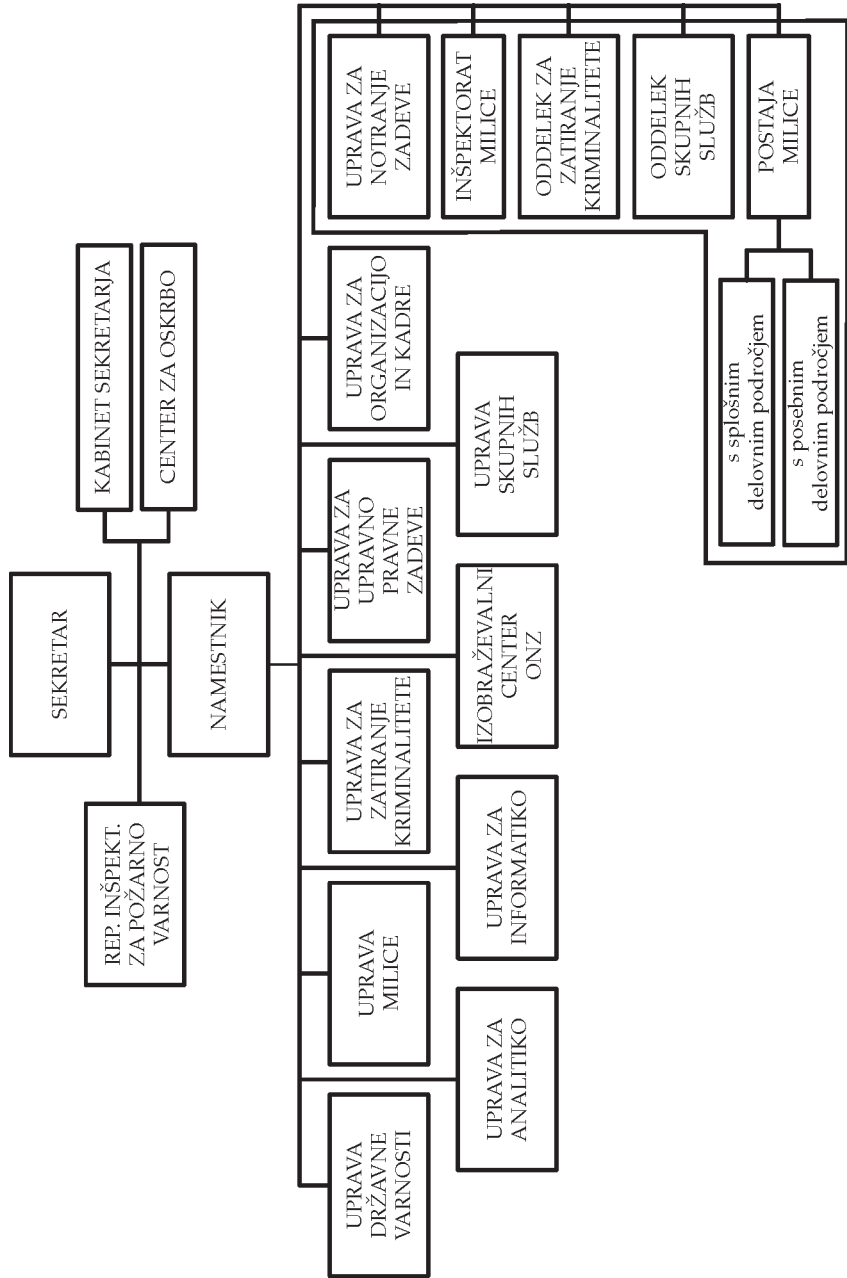 SEKRETAR
KABINET SEKRETARJA
CENTER ZA OSKRBO
REP. INŠPEKT.
ZA POŽARNO
VARNOST
NAMESTNIK
UPRAVA
DRŽAVNE
VARNOSTI
UPRAVA
MILICE
UPRAVA ZA
ZATIRANJE
KRIMINALITETE
UPRAVA ZA
UPRAVNO
PRAVNE
ZADEVE
UPRAVA ZA
ORGANIZACIJO
IN KADRE
UPRAVA ZA
NOTRANJE
ZADEVE
UPRAVA ZA
ANALITIKO
UPRAVA ZA
INFORMATIKO
IZOBRAŽEVALNI
CENTER
ONZ
UPRAVA
SKUPNIH
SLUŽB
INŠPEKTORAT
MILICE
ODDELEK ZA
ZATIRANJE
KRIMINALITETE
ODDELEK
SKUPNIH
SLUŽB
POSTAJA
MILICE
s splošnim
delovnim področjem
s posebnim
delovnim področjem